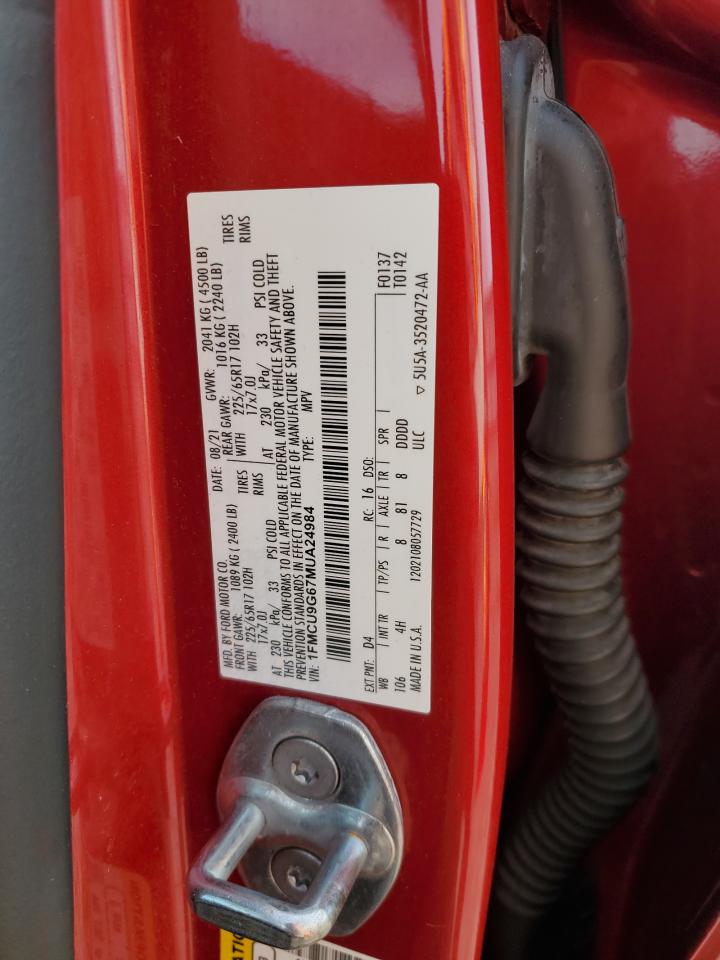 MFD. BY FORD MOTOR CO. DATE: 08/21 GVWR: 2041 KG ( 4500 LB)
FRONT GAWR: 1089 KG ( 2400 LB) REAR GAWR: 1016 KG ( 2240 LB)
WITH 225/65R17 102H TIRES WITH 225/65R17 102H TIRES
17x7.0J RIMS 17x7.0J RIMS
AT 230 kPa/ 33 PSI COLD AT 230 kPa/ 33 PSI COLD
THIS VEHICLE CONFORMS TO ALL APPLICABLE FEDERAL MOTOR VEHICLE SAFETY AND THEFT
PREVENTION STANDARDS IN EFFECT ON THE DATE OF MANUFACTURE SHOWN ABOVE.
VIN: 1FMCU9G67MUA24984 TYPE: MPV
EXT PNT: D4 RC: 16 DSO: F0137
WB INT TR TP/PS R AXLE TR SPR T0142
106 4H 8 81 8 DDDD
MADE IN U.S.A. 1202108057729 ULC ▽ 5U5A-3520472-AA